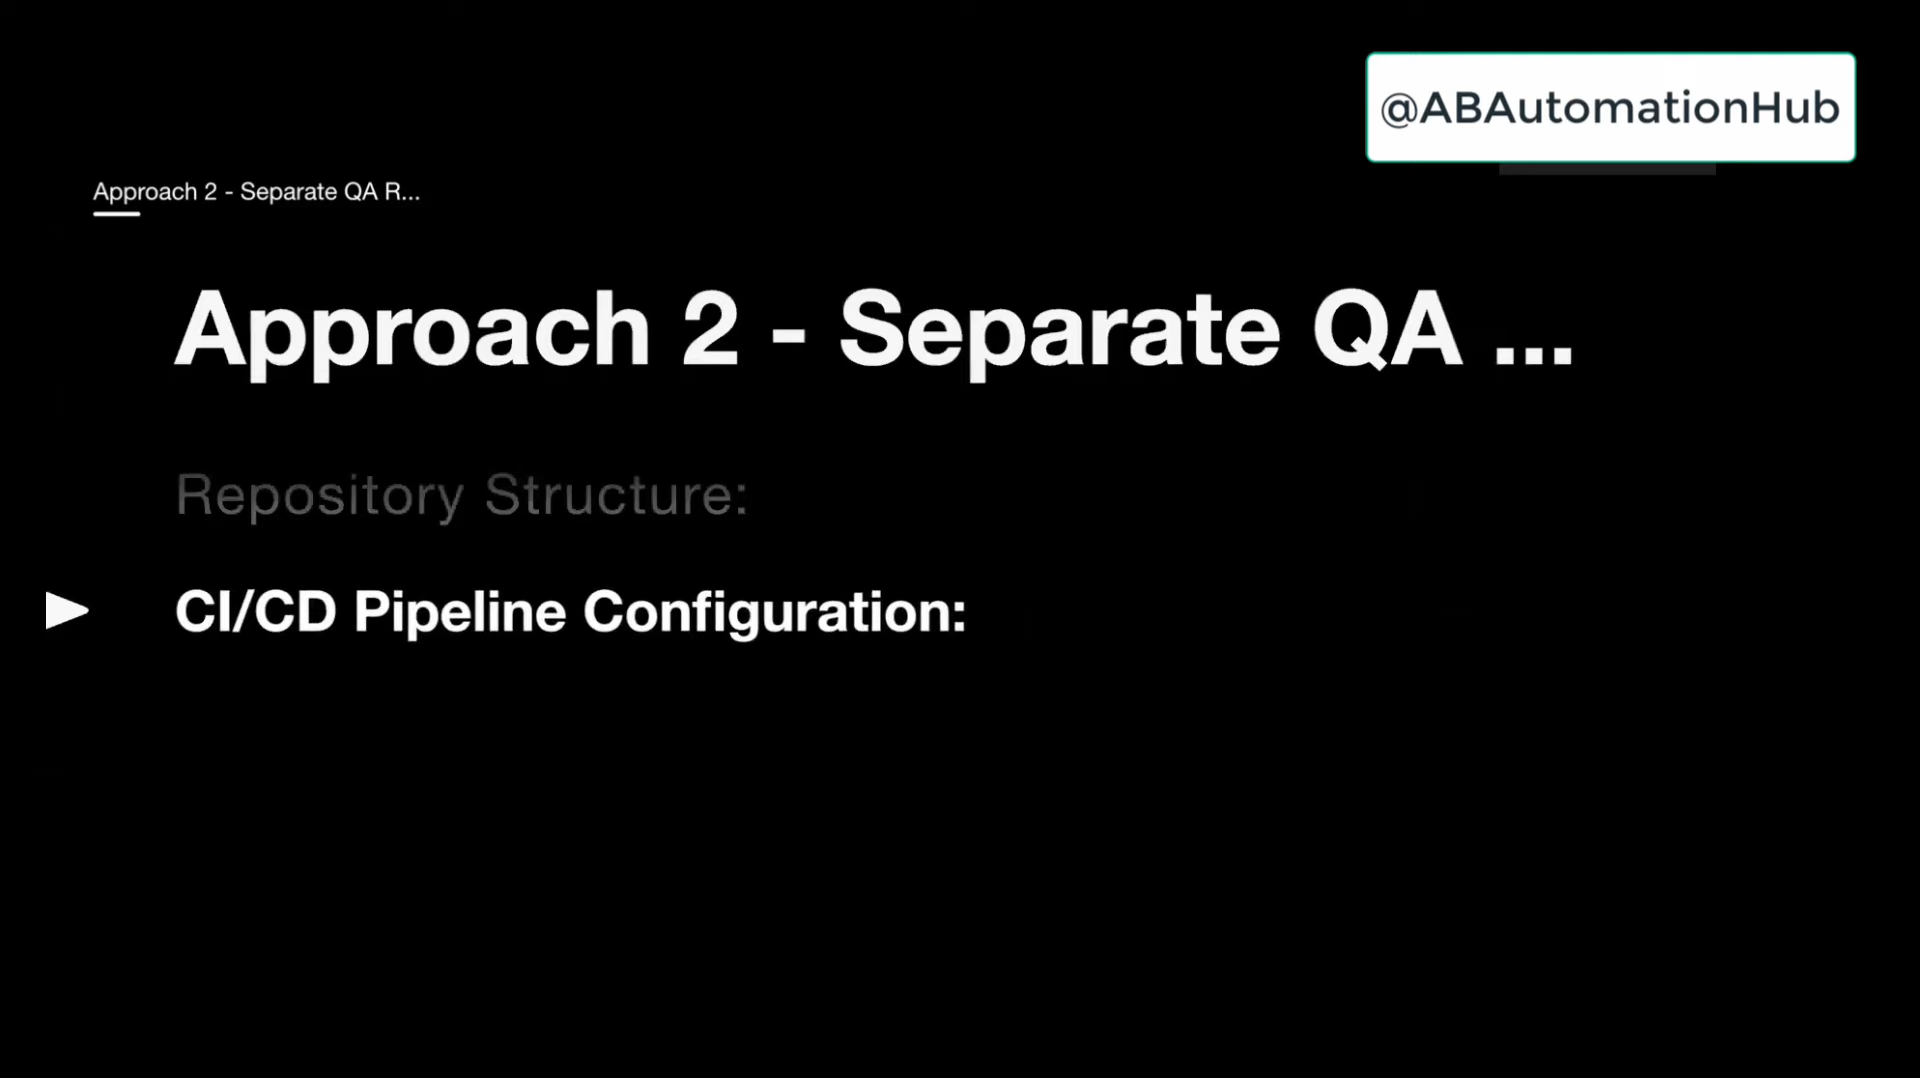 @ABAutomationHub
Approach 2 - Separate QA R...
Approach 2 - Separate QA ...
Repository Structure:
CI/CD Pipeline Configuration: